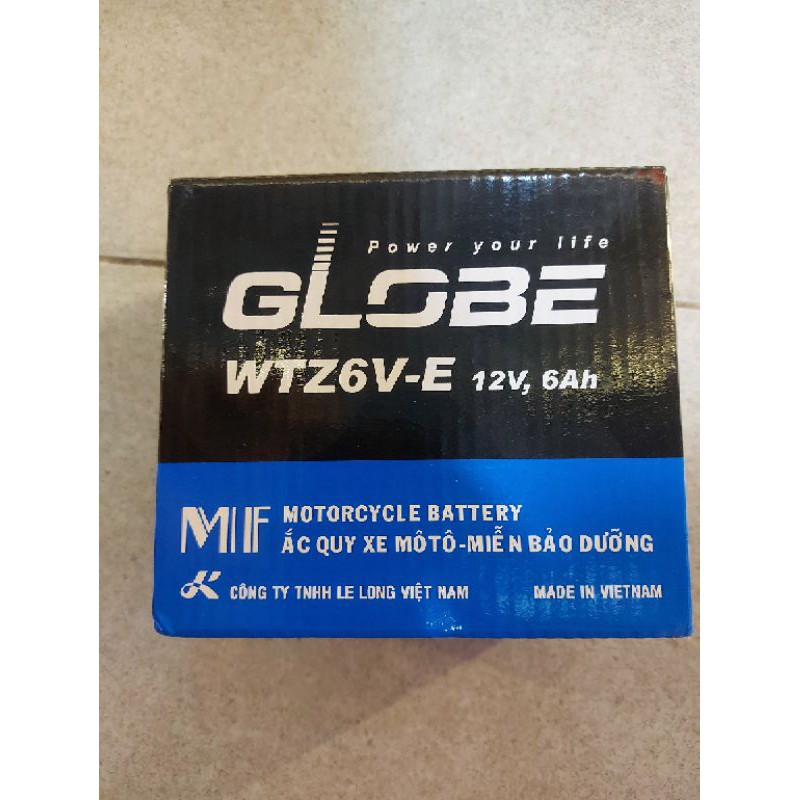 Power your life
GLOBE
WTZ6V-E 12V, 6Ah
MF MOTORCYCLE BATTERY
ẮC QUY XE MÔTÔ-MIỄN BẢO DƯỠNG
CÔNG TY TNHH LE LONG VIỆT NAM MADE IN VIETNAM